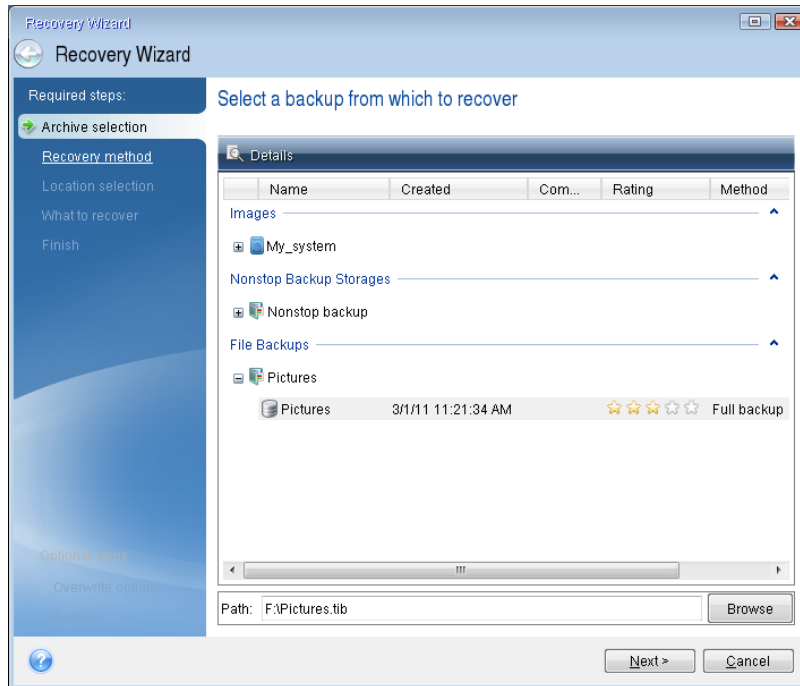 Recovery Wizard
Recovery Wizard
Required steps:
Archive selection
Recovery method
Location selection
What to recover
Finish
Optional steps:
Overwrite options
Select a backup from which to recover
Details
Name Created Com... Rating Method
Images
My_system
Nonstop Backup Storages
Nonstop backup
File Backups
Pictures
Pictures 3/1/11 11:21:34 AM Full backup
Path: F:\Pictures.tib Browse
Next > Cancel